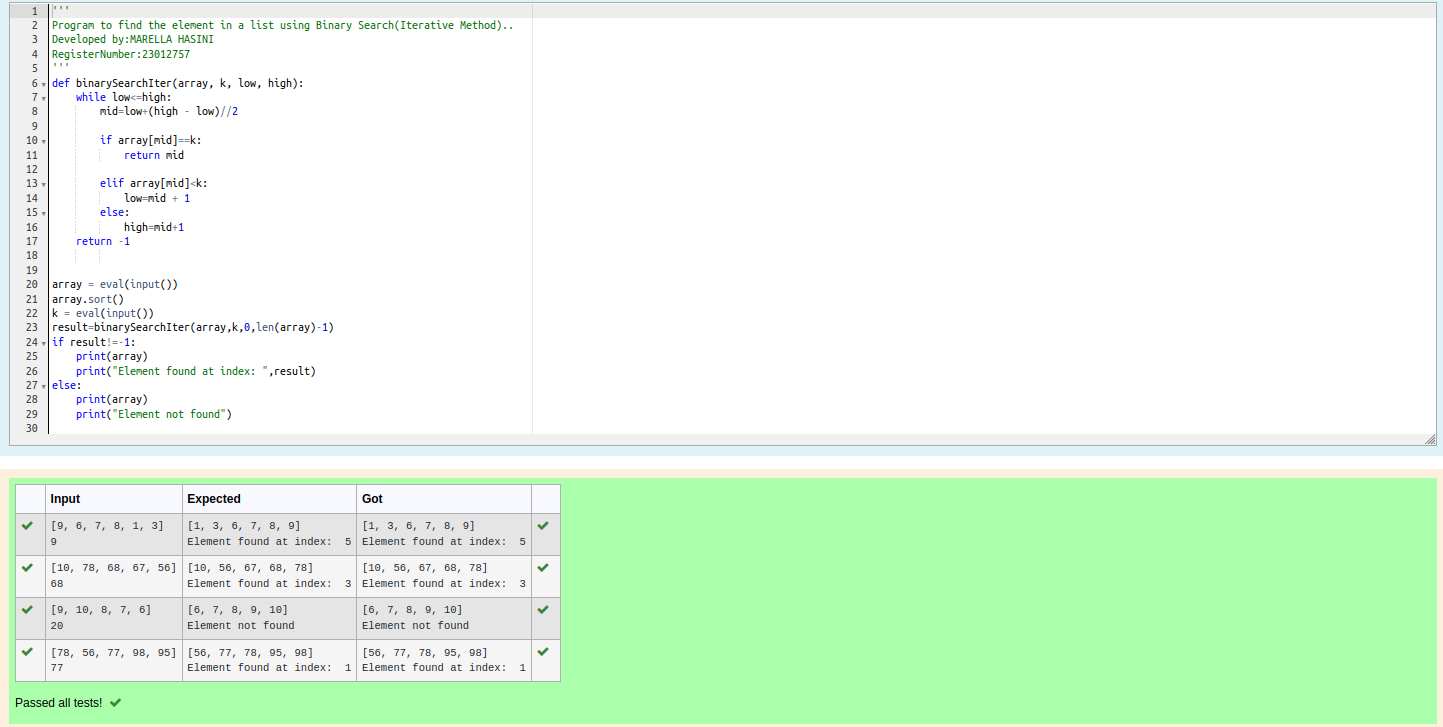 1 '''
2 Program to find the element in a list using Binary Search(Iterative Method)..
3 Developed by:MARELLA HASINI
4 RegisterNumber:23012757
5 '''
6 def binarySearchIter(array, k, low, high):
7     while low<=high:
8         mid=low+(high - low)//2
9
10         if array[mid]==k:
11             return mid
12
13         elif array[mid]<k:
14             low=mid + 1
15         else:
16             high=mid+1
17     return -1
18
19
20 array = eval(input())
21 array.sort()
22 k = eval(input())
23 result=binarySearchIter(array,k,0,len(array)-1)
24 if result!=-1:
25     print(array)
26     print("Element found at index: ",result)
27 else:
28     print(array)
29     print("Element not found")
30
Input Expected Got
[9, 6, 7, 8, 1, 3] [1, 3, 6, 7, 8, 9] [1, 3, 6, 7, 8, 9]
9 Element found at index:  5 Element found at index:  5
[10, 78, 68, 67, 56] [10, 56, 67, 68, 78] [10, 56, 67, 68, 78]
68 Element found at index:  3 Element found at index:  3
[9, 10, 8, 7, 6] [6, 7, 8, 9, 10] [6, 7, 8, 9, 10]
20 Element not found Element not found
[78, 56, 77, 98, 95] [56, 77, 78, 95, 98] [56, 77, 78, 95, 98]
77 Element found at index:  1 Element found at index:  1
Passed all tests!